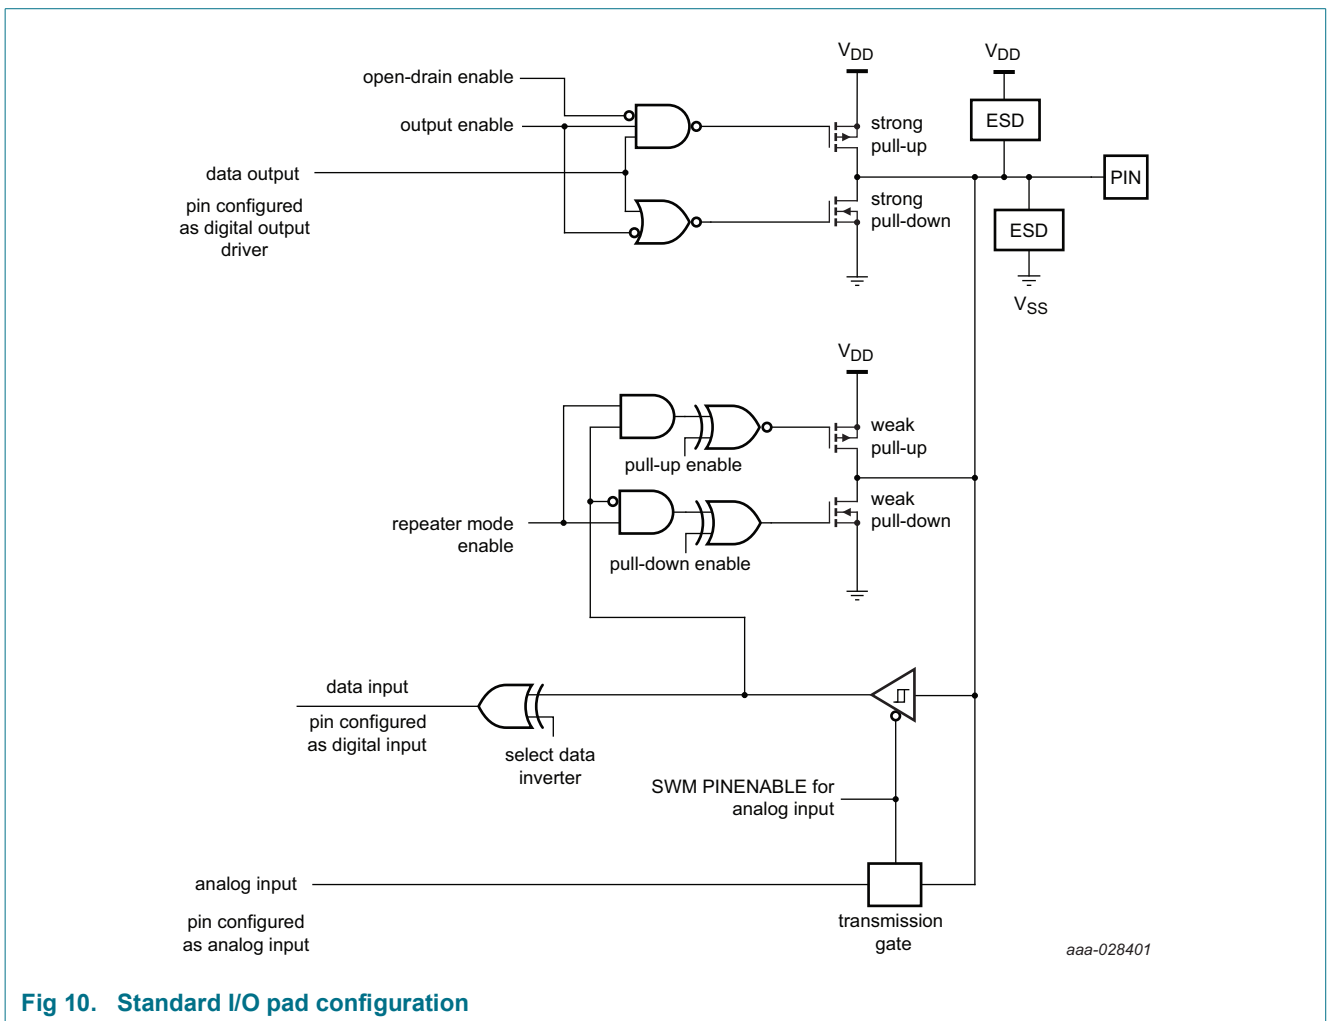 VDD
VDD
open-drain enable
output enable
strong
pull-up
ESD
data output
PIN
pin configured
as digital output
driver
strong
pull-down
ESD
VSS
VDD
weak
pull-up
pull-up enable
repeater mode
enable
weak
pull-down
pull-down enable
data input
pin configured
as digital input
select data
inverter
SWM PINENABLE for
analog input
analog input
pin configured
as analog input
transmission
gate
aaa-028401
Fig 10. Standard I/O pad configuration